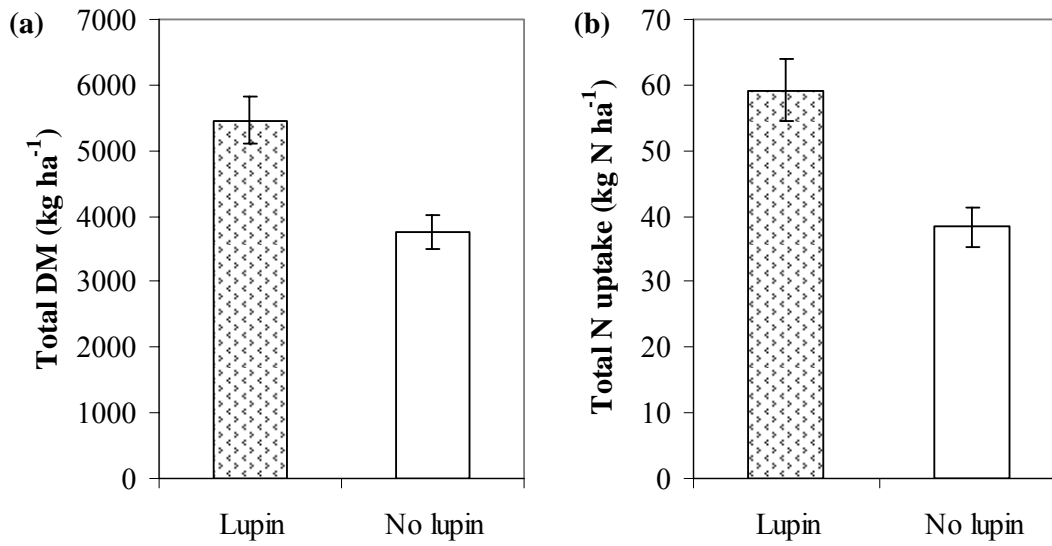 (a)
Total DM (kg ha⁻¹)
7000
6000
5000
4000
3000
2000
1000
0
Lupin No lupin
(b)
Total N uptake (kg N ha⁻¹)
70
60
50
40
30
20
10
0
Lupin No lupin